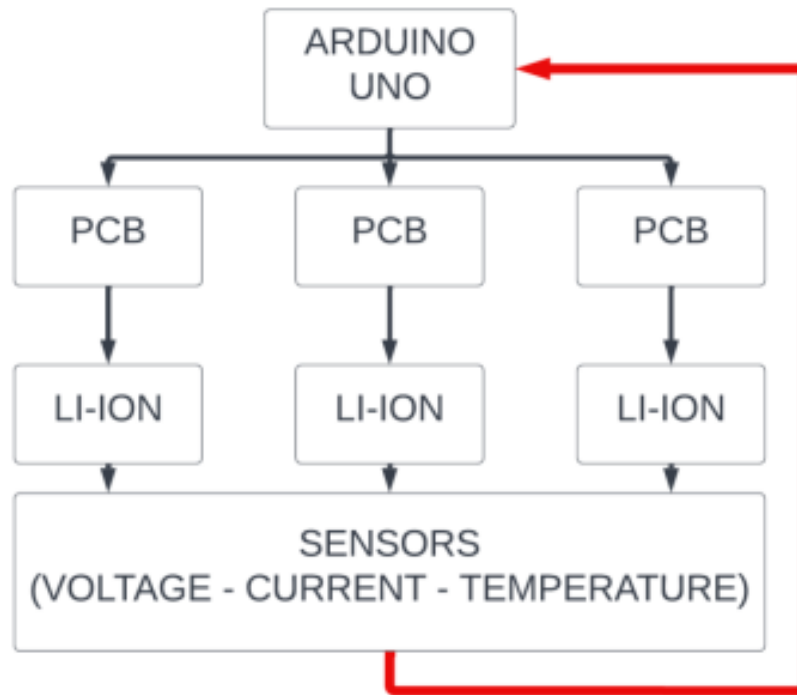 ARDUINO
UNO
PCB
PCB
PCB
LI-ION
LI-ION
LI-ION
SENSORS
(VOLTAGE - CURRENT - TEMPERATURE)